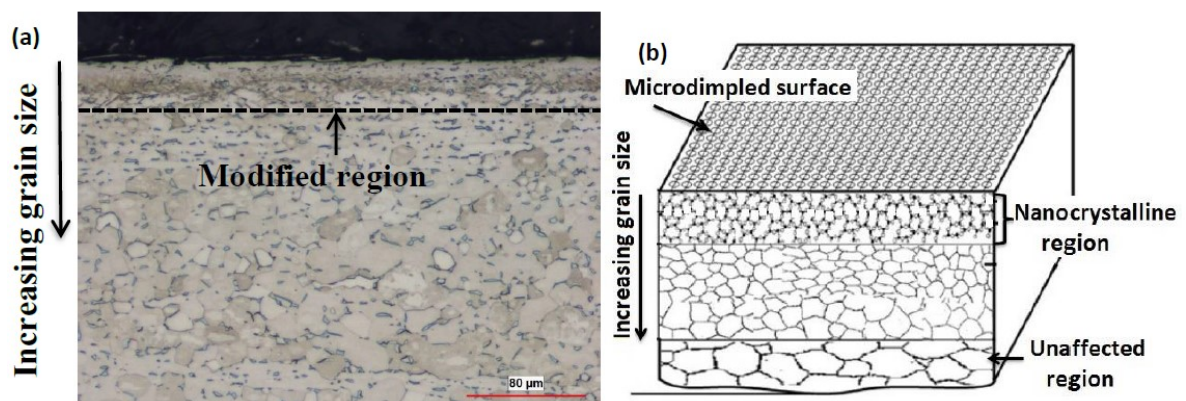 (a)
Increasing grain size
Modified region
80 µm
(b)
Microdimpled surface
Increasing grain size
Nanocrystalline
region
Unaffected
region